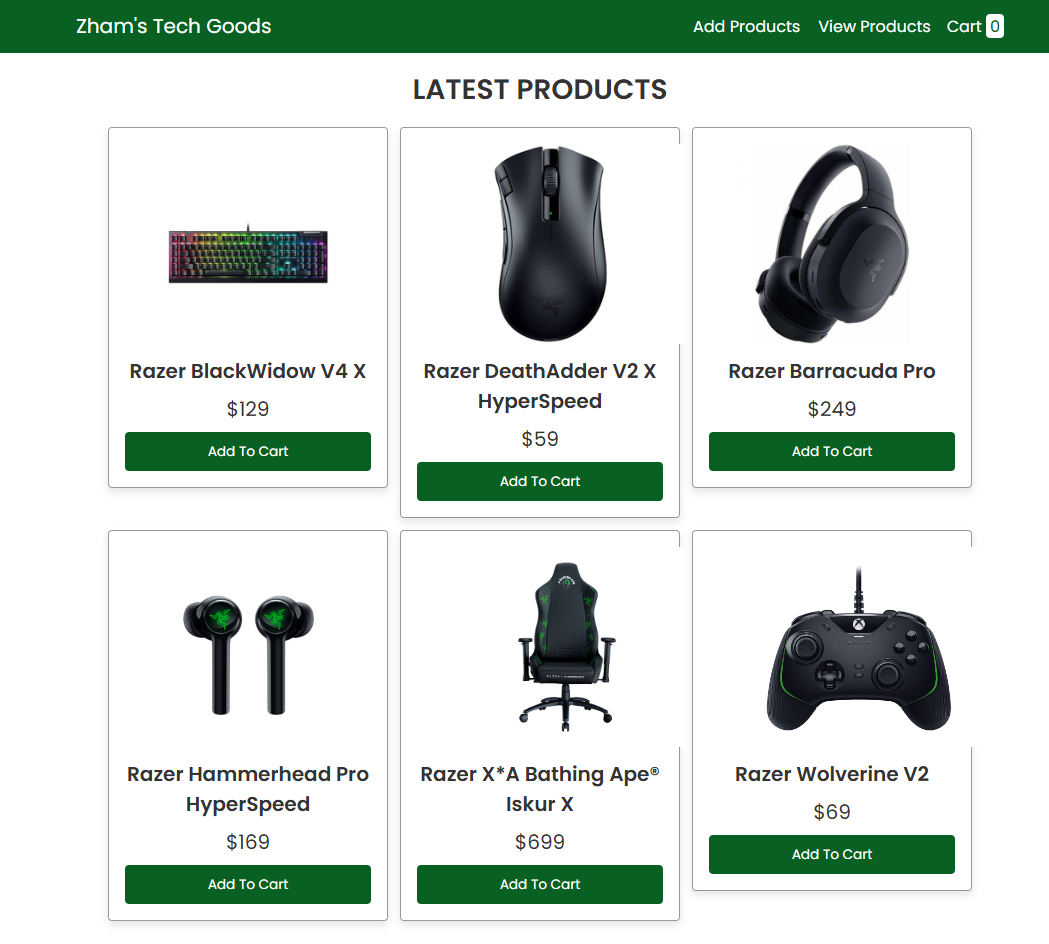 Zham's Tech Goods
Add Products View Products Cart 0
LATEST PRODUCTS
Razer BlackWidow V4 X
$129
Add To Cart
Razer DeathAdder V2 X
HyperSpeed
$59
Add To Cart
Razer Barracuda Pro
$249
Add To Cart
Razer Hammerhead Pro
HyperSpeed
$169
Add To Cart
Razer X*A Bathing Ape®
Iskur X
$699
Add To Cart
Razer Wolverine V2
$69
Add To Cart